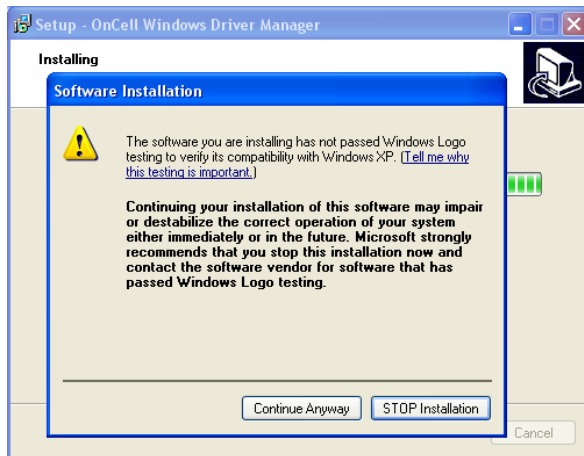 Setup - OnCell Windows Driver Manager
Installing
Software Installation
The software you are installing has not passed Windows Logo
testing to verify its compatibility with Windows XP. (Tell me why
this testing is important.)
Continuing your installation of this software may impair
or destabilize the correct operation of your system
either immediately or in the future. Microsoft strongly
recommends that you stop this installation now and
contact the software vendor for software that has
passed Windows Logo testing.
Continue Anyway
STOP Installation
Cancel